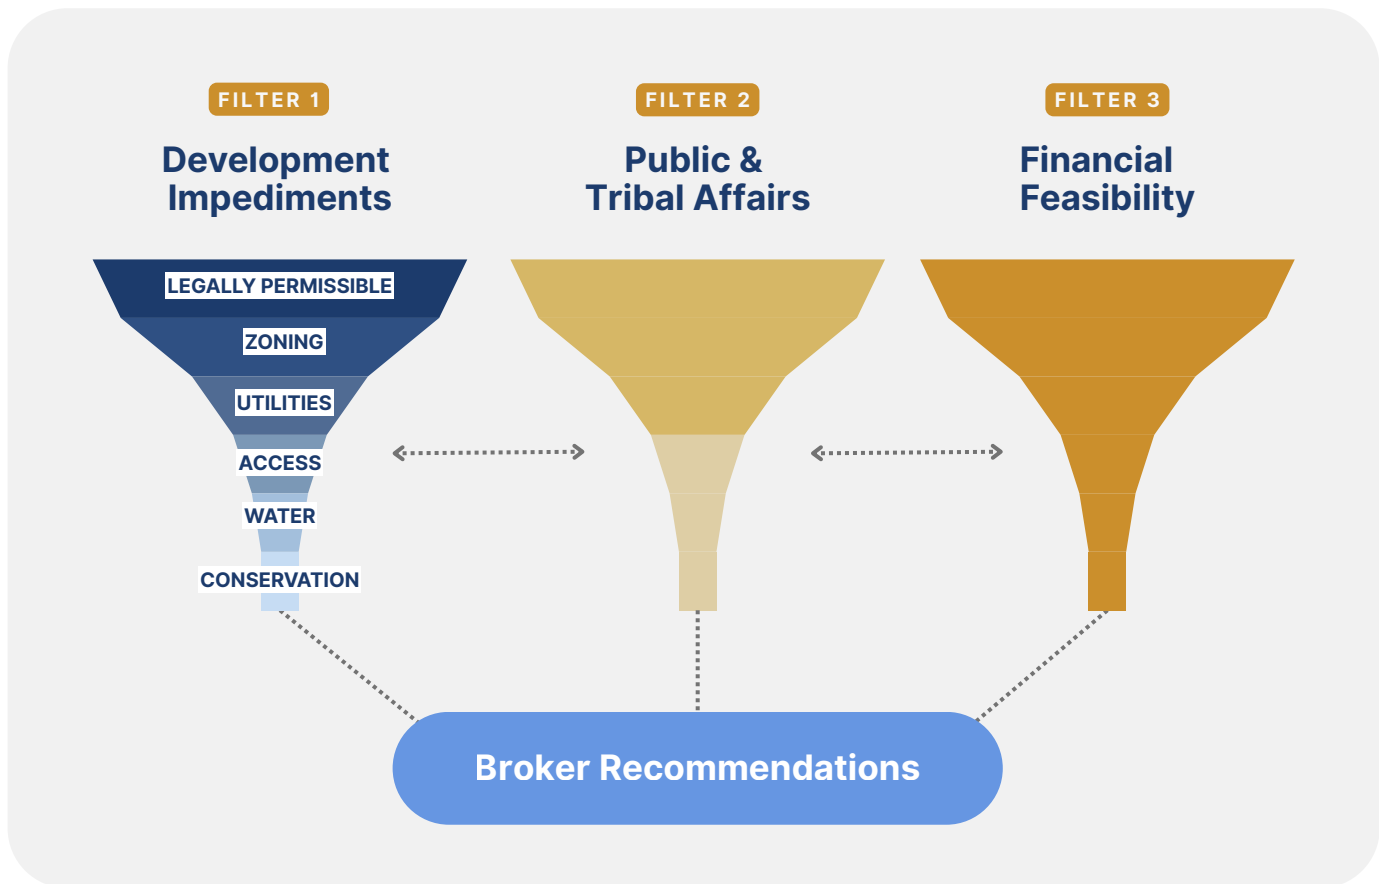 FILTER 1
Development
Impediments
LEGALLY PERMISSIBLE
ZONING
UTILITIES
ACCESS
WATER
CONSERVATION
FILTER 2
Public &
Tribal Affairs
FILTER 3
Financial
Feasibility
Broker Recommendations